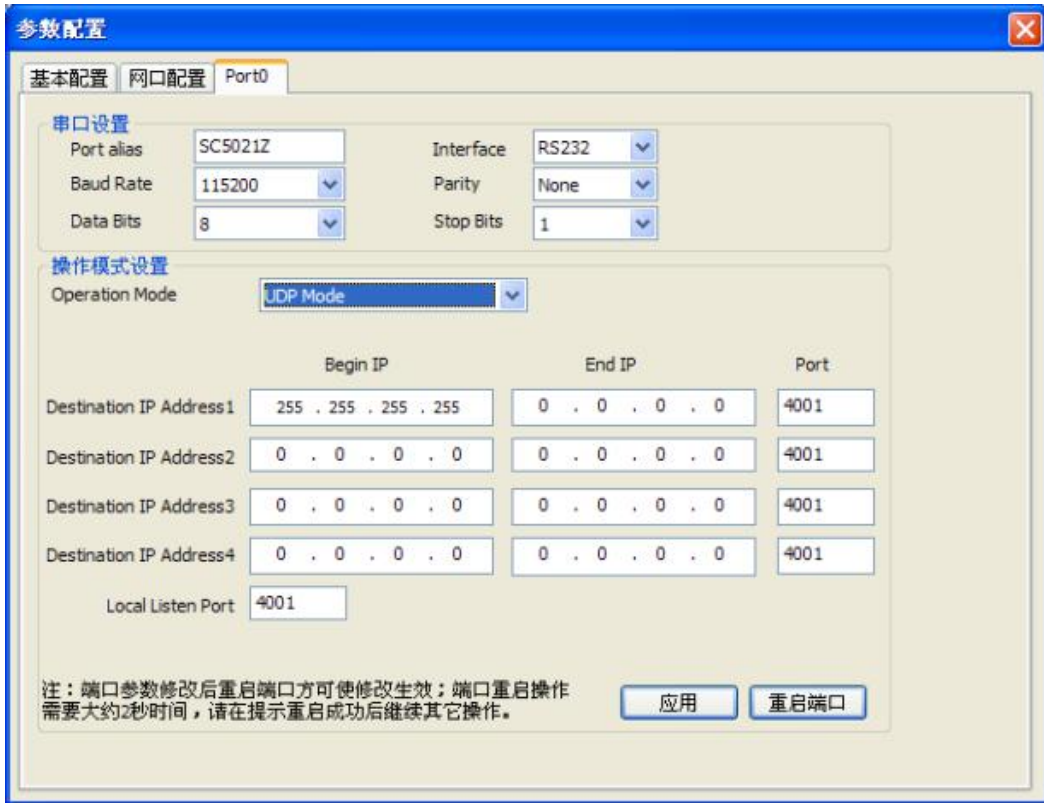 参数配置
基本配置 网口配置 Port0
串口设置
Port alias SC5021Z Interface RS232
Baud Rate 115200 Parity None
Data Bits 8 Stop Bits 1
操作模式设置
Operation Mode UDP Mode
Begin IP End IP Port
Destination IP Address1 255 . 255 . 255 . 255 0 . 0 . 0 . 0 4001
Destination IP Address2 0 . 0 . 0 . 0 0 . 0 . 0 . 0 4001
Destination IP Address3 0 . 0 . 0 . 0 0 . 0 . 0 . 0 4001
Destination IP Address4 0 . 0 . 0 . 0 0 . 0 . 0 . 0 4001
Local Listen Port 4001
注：端口参数修改后重启端口方可使修改生效；端口重启操作
需要大约2秒时间，请在提示重启成功后继续其它操作。
应用 重启端口